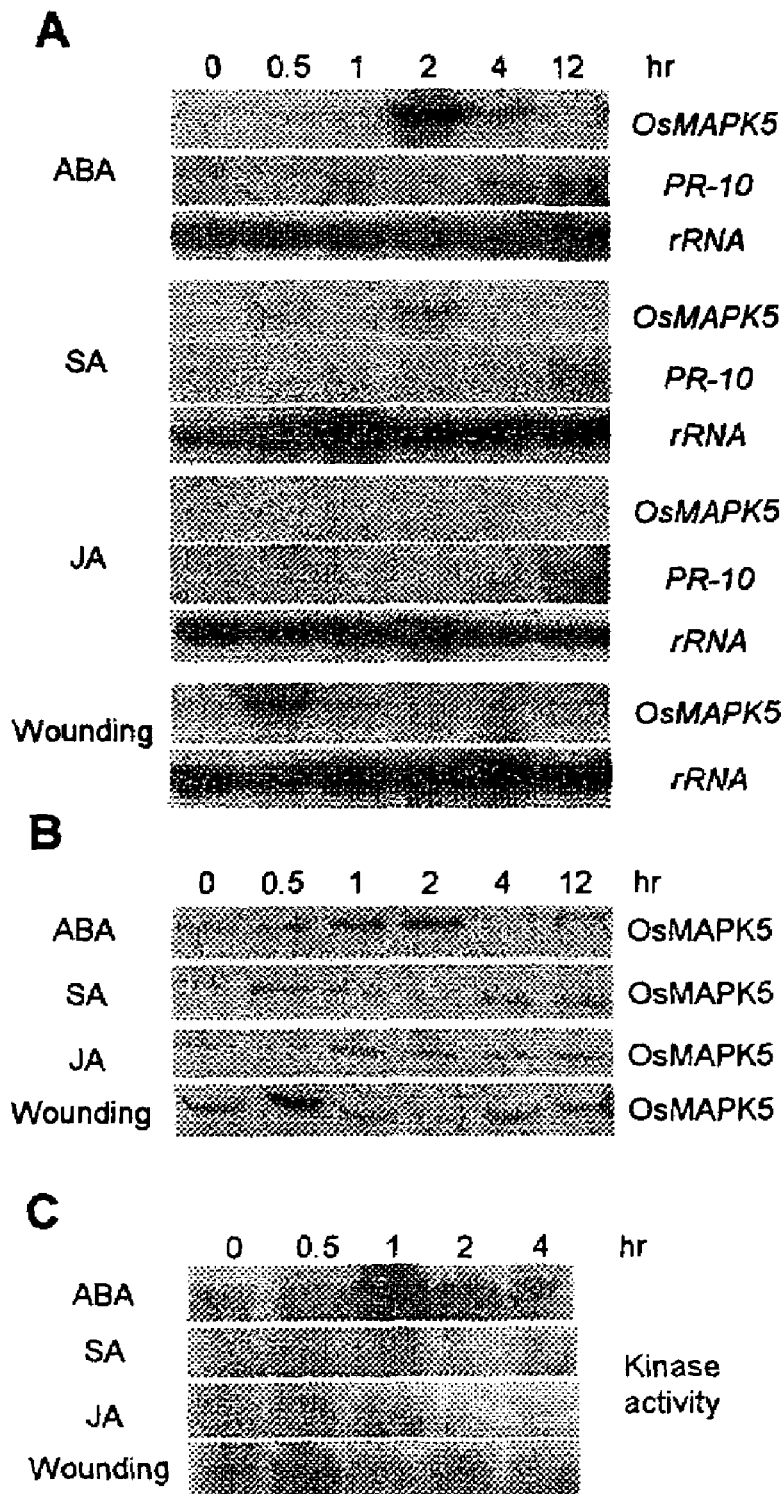 A
0 0.5 1 2 4 12 hr
OsMAPK5
ABA
PR-10
rRNA
OsMAPK5
SA
PR-10
rRNA
OsMAPK5
JA
PR-10
rRNA
Wounding
OsMAPK5
rRNA
B
0 0.5 1 2 4 12 hr
ABA OsMAPK5
SA OsMAPK5
JA OsMAPK5
Wounding OsMAPK5
C
0 0.5 1 2 4 hr
ABA
SA
Kinase
activity
JA
Wounding